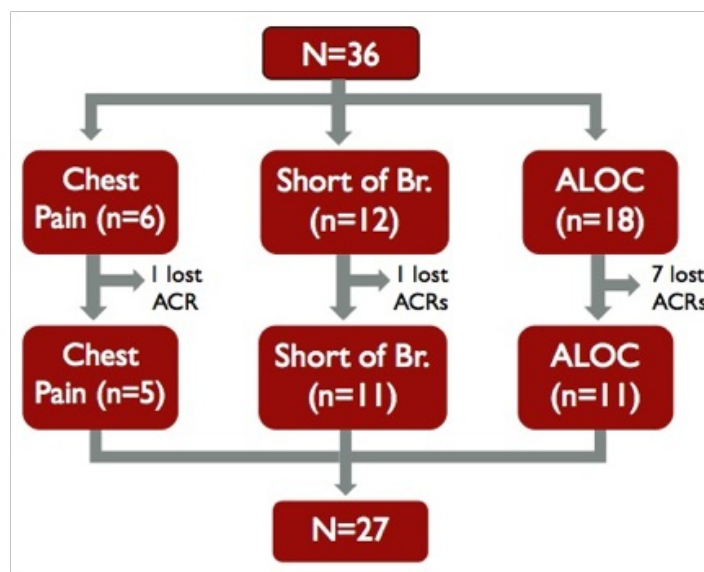 N=36
Chest
Pain (n=6)
Short of Br.
(n=12)
ALOC
(n=18)
1 lost
ACR
1 lost
ACRs
7 lost
ACRs
Chest
Pain (n=5)
Short of Br.
(n=11)
ALOC
(n=11)
N=27